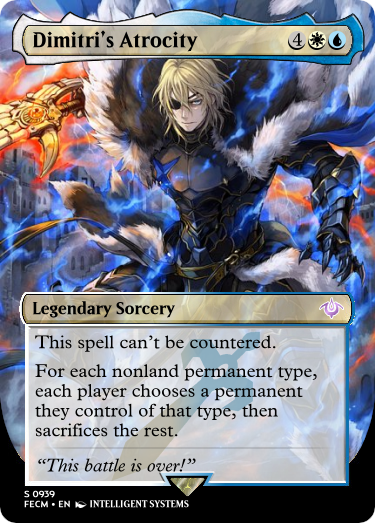 Dimitri's Atrocity 4
Legendary Sorcery
This spell can't be countered.
For each nonland permanent type,
each player chooses a permanent
they control of that type, then
sacrifices the rest.
"This battle is over!"
S 0939
FECM • EN INTELLIGENT SYSTEMS